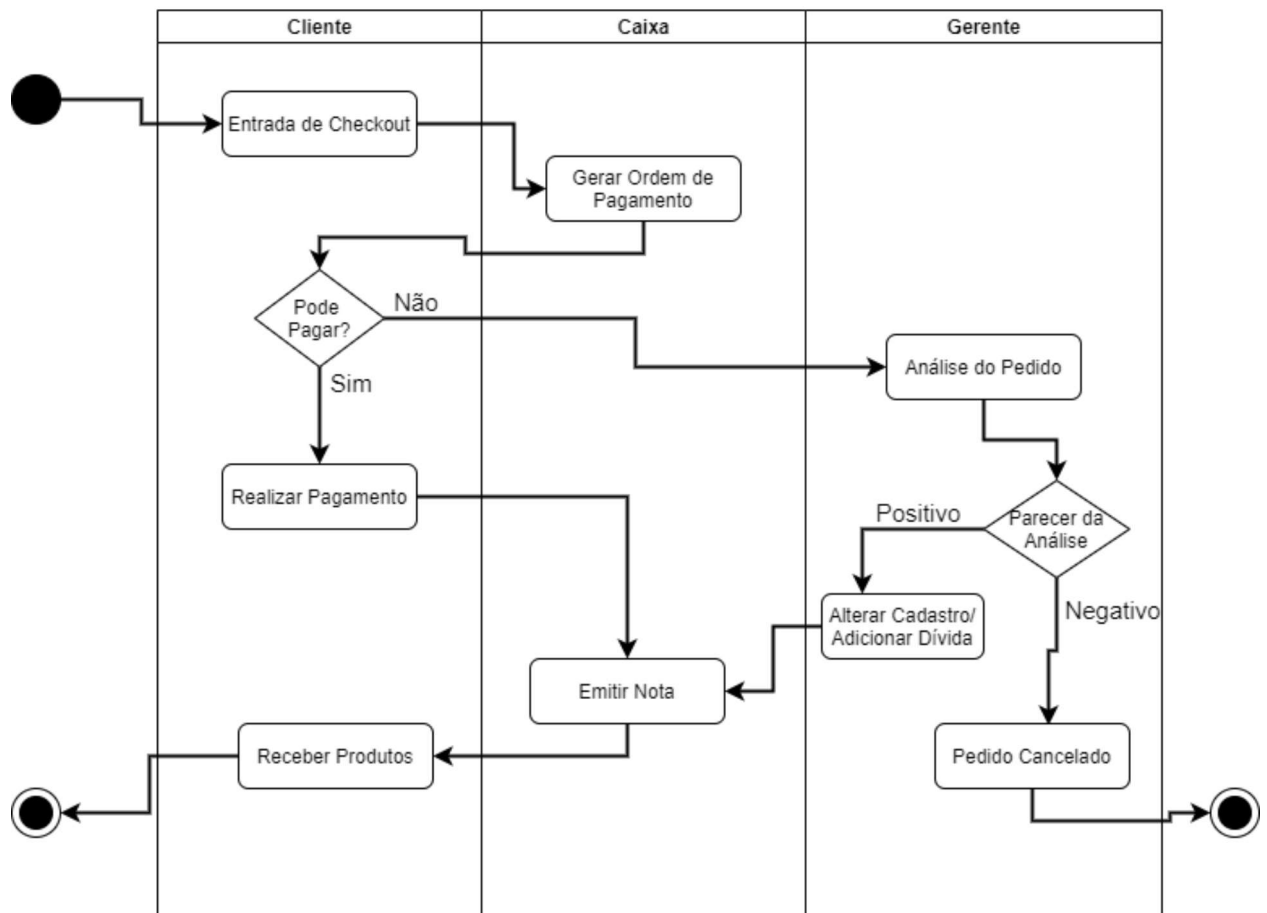 Cliente
Caixa
Gerente
Entrada de Checkout
Gerar Ordem de
Pagamento
Pode
Pagar?
Não
Sim
Análise do Pedido
Realizar Pagamento
Parecer da
Análise
Positivo
Negativo
Alterar Cadastro/
Adicionar Dívida
Emitir Nota
Receber Produtos
Pedido Cancelado